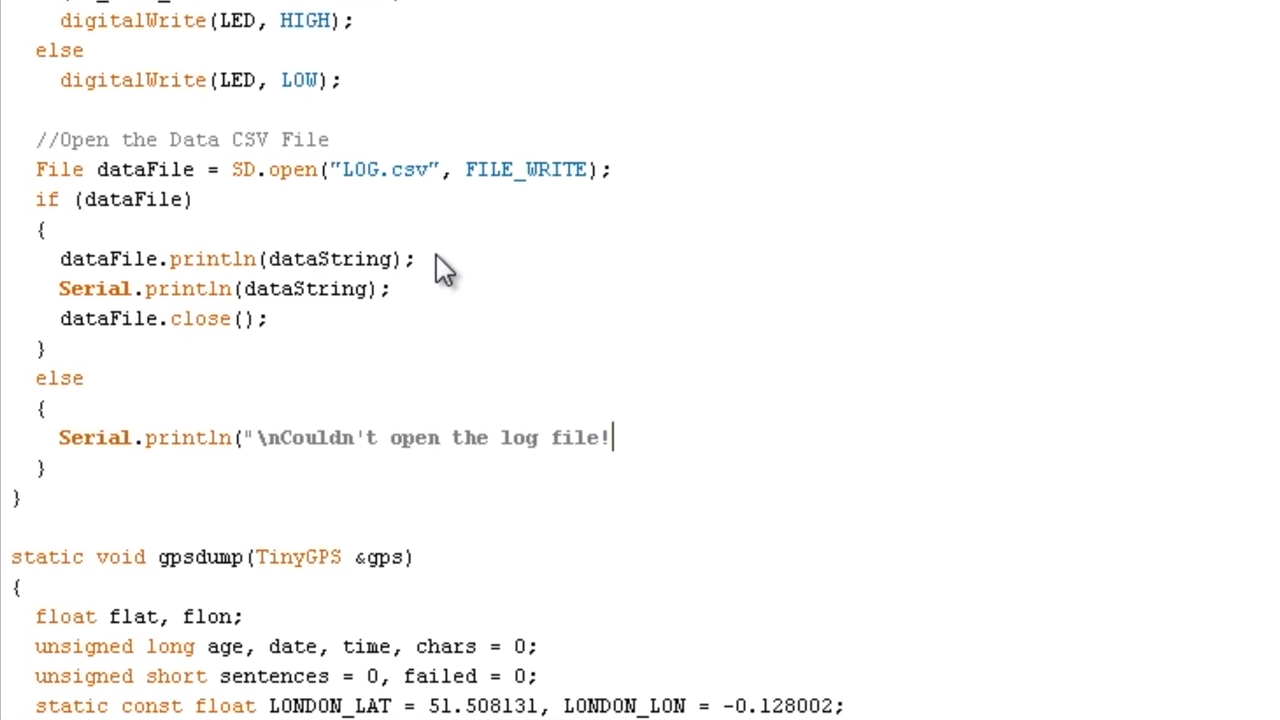 digitalWrite(LED, HIGH);
else
digitalWrite(LED, LOW);
//Open the Data CSV File
File dataFile = SD.open("LOG.csv", FILE_WRITE);
if (dataFile)
{
dataFile.println(dataString);
Serial.println(dataString);
dataFile.close();
}
else
{
Serial.println("\nCouldn't open the log file!
}
}
static void gpsdump(TinyGPS &gps)
{
float flat, flon;
unsigned long age, date, time, chars = 0;
unsigned short sentences = 0, failed = 0;
static const float LONDON_LAT = 51.508131, LONDON_LON = -0.128002;